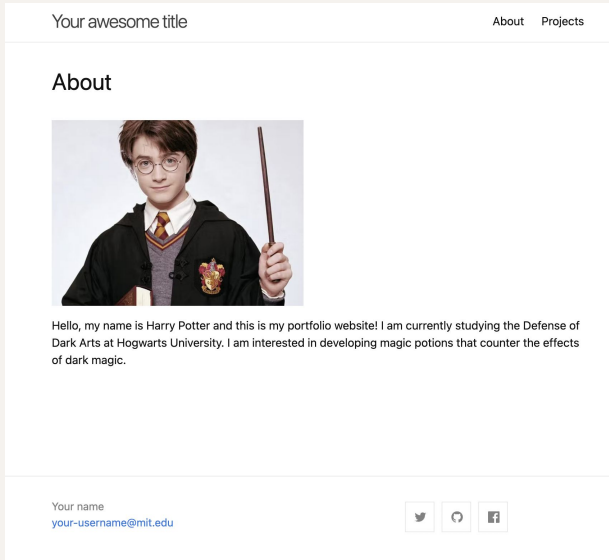 Your awesome title
About Projects
About
Hello, my name is Harry Potter and this is my portfolio website! I am currently studying the Defense of
Dark Arts at Hogwarts University. I am interested in developing magic potions that counter the effects
of dark magic.
Your name
your-username@mit.edu